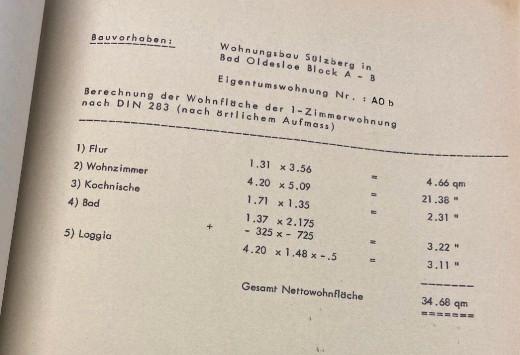 Bauvorhaben: Wohnungsbau Sülzberg in
Bad Oldesloe Block A - B
Eigentumswohnung Nr. : A0 b
Berechnung der Wohnfläche der 1-Zimmerwohnung
nach DIN 283 (nach örtlichem Aufmass)
1) Flur 1.31 x 3.56 = 4.66 qm
2) Wohnzimmer 4.20 x 5.09 = 21.38 "
3) Kochnische 1.71 x 1.35 = 2.31 "
4) Bad 1.37 x 2.175
+ - 325 x - 725 = 3.22 "
5) Loggia 4.20 x 1.48 x -.5 = 3.11 "
Gesamt Nettowohnfläche 34.68 qm